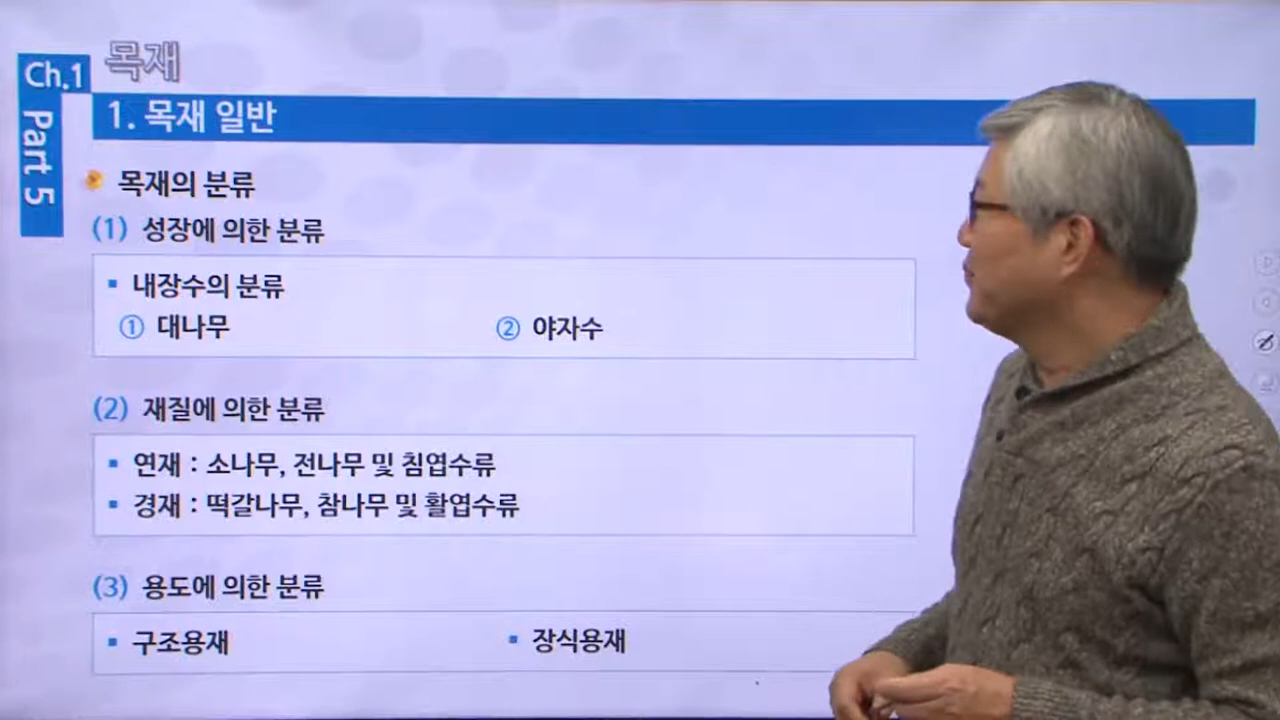 목재
Ch.1
Part 5
1. 목재 일반
목재의 분류
(1) 성장에 의한 분류
▪ 내장수의 분류
① 대나무 ② 야자수
(2) 재질에 의한 분류
▪ 연재 : 소나무, 전나무 및 침엽수류
▪ 경재 : 떡갈나무, 참나무 및 활엽수류
(3) 용도에 의한 분류
▪ 구조용재 ▪ 장식용재